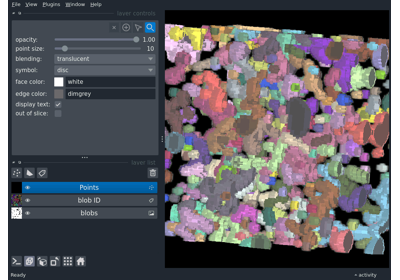 File View Plugins Window Help
layer controls
opacity: 1.00
point size: 10
blending: translucent
symbol: disc
face color: white
edge color: dimgrey
display text:
out of slice:
layer list
Points
blob ID
blobs
Ready
activity